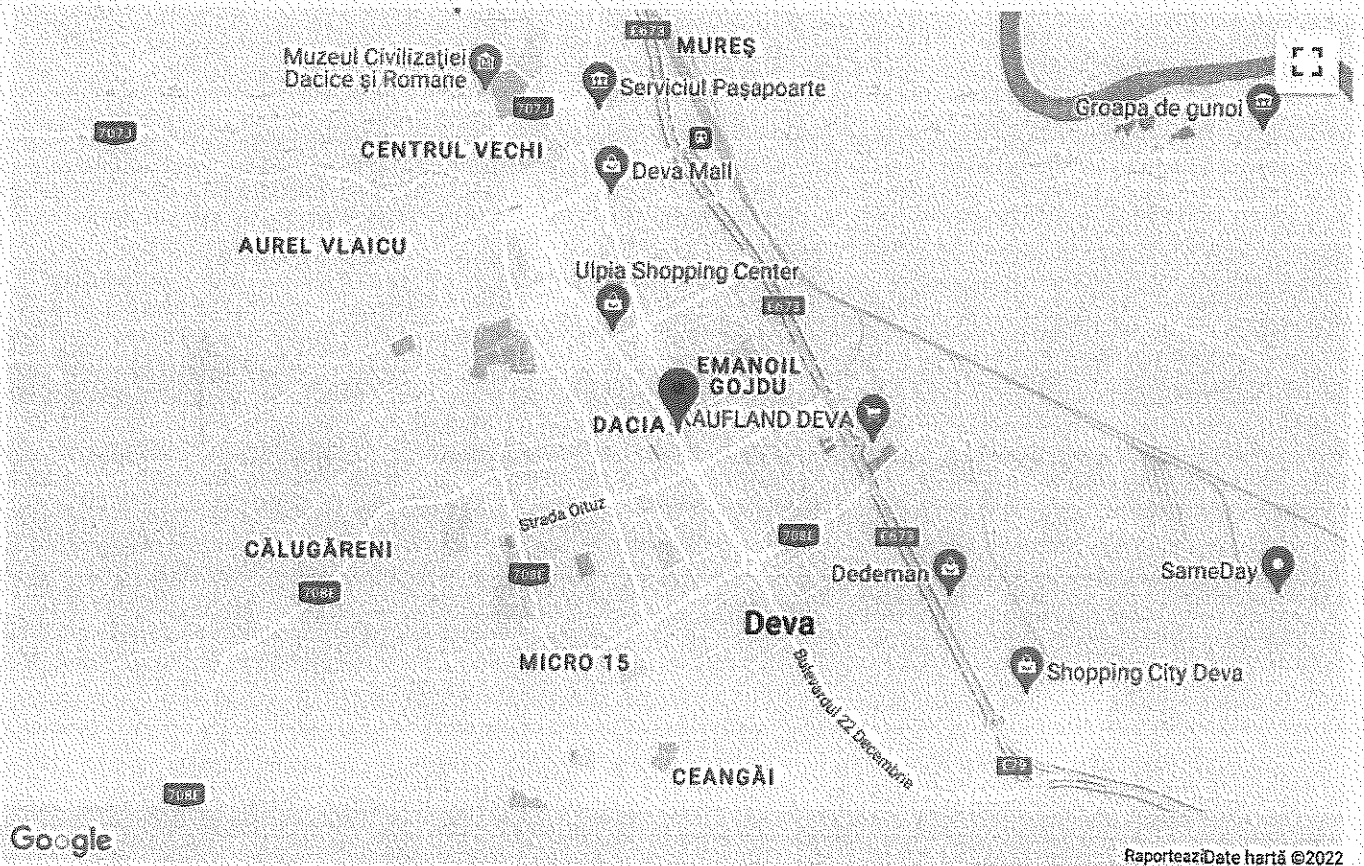 E673
MUREȘ
Muzeul Civilizației
Dacice și Romane
Serviciul Pașapoarte
707J
707J
Groapa de gunoi
CENTRUL VECHI
Deva Mall
AUREL VLAICU
Ulpia Shopping Center
E673
EMANOIL
GOJDU
DACIA
KAUFLAND DEVA
Strada Oituz
CĂLUGĂRENI
708E
E673
708E
708E
Dedeman
SameDay
Deva
MICRO 15
Shopping City Deva
Bulevardul 22 Decembrie
CEANGĂI
E79
708E
Google
Raportează
Date hartă ©2022